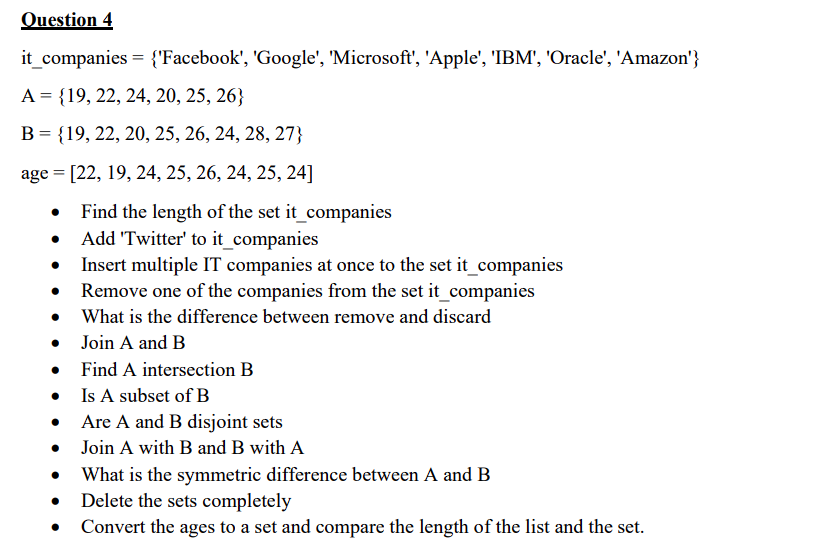 Question 4
it_companies = {'Facebook', 'Google', 'Microsoft', 'Apple', 'IBM', 'Oracle', 'Amazon'}
A = {19, 22, 24, 20, 25, 26}
B = {19, 22, 20, 25, 26, 24, 28, 27}
age = [22, 19, 24, 25, 26, 24, 25, 24]
• Find the length of the set it_companies
• Add 'Twitter' to it_companies
• Insert multiple IT companies at once to the set it_companies
• Remove one of the companies from the set it_companies
• What is the difference between remove and discard
• Join A and B
• Find A intersection B
• Is A subset of B
• Are A and B disjoint sets
• Join A with B and B with A
• What is the symmetric difference between A and B
• Delete the sets completely
• Convert the ages to a set and compare the length of the list and the set.